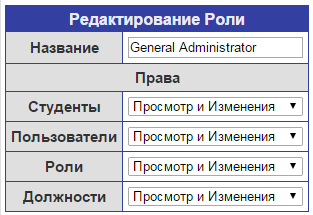 Редактирование Роли
Название General Administrator
Права
Студенты Просмотр и Изменения
Пользователи Просмотр и Изменения
Роли Просмотр и Изменения
Должности Просмотр и Изменения